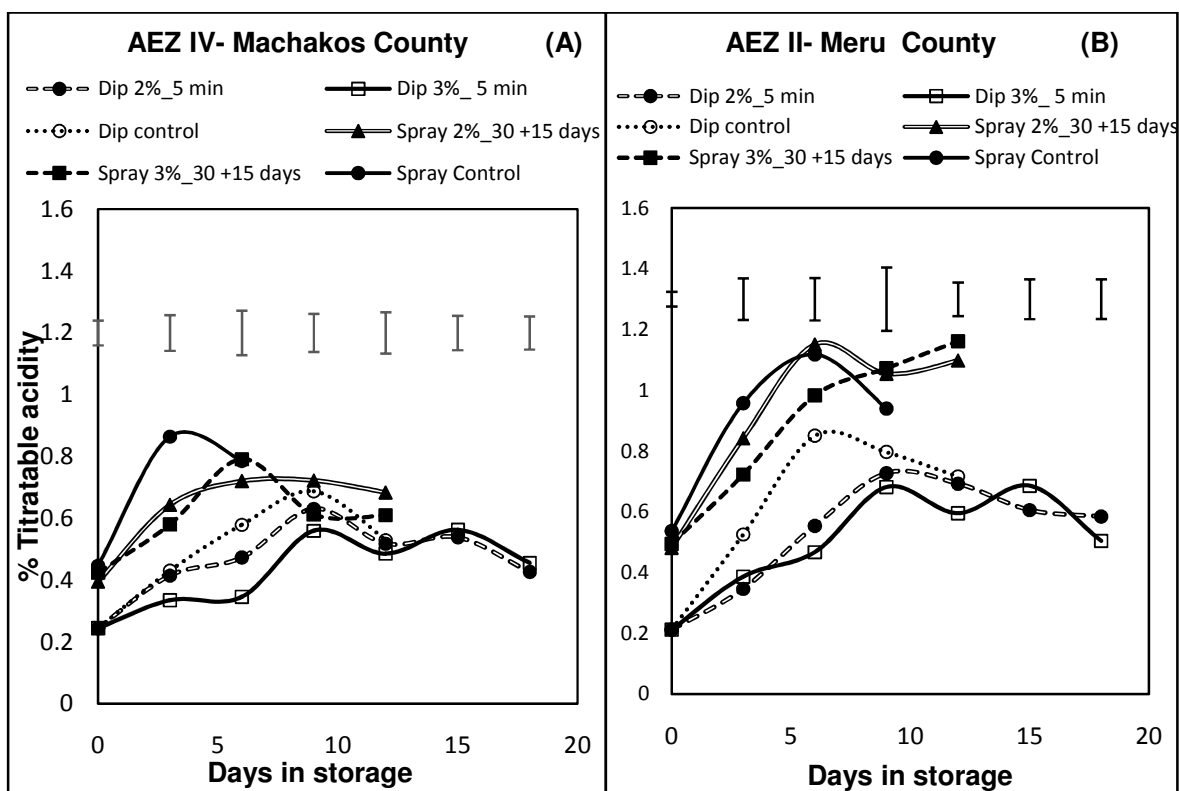 AEZ IV- Machakos County (A)
Dip 2%_5 min Dip 3%_ 5 min
Dip control Spray 2%_30 +15 days
Spray 3%_30 +15 days Spray Control
1.6
1.4
1.2
1
0.8
0.6
0.4
0.2
0
% Titratable acidity
0 5 10 15 20
Days in storage
AEZ II- Meru County (B)
Dip 2%_5 min Dip 3%_ 5 min
Dip control Spray 2%_30 +15 days
Spray 3%_30 +15 days Spray Control
1.6
1.4
1.2
1
0.8
0.6
0.4
0.2
0
0 5 10 15 20
Days in storage